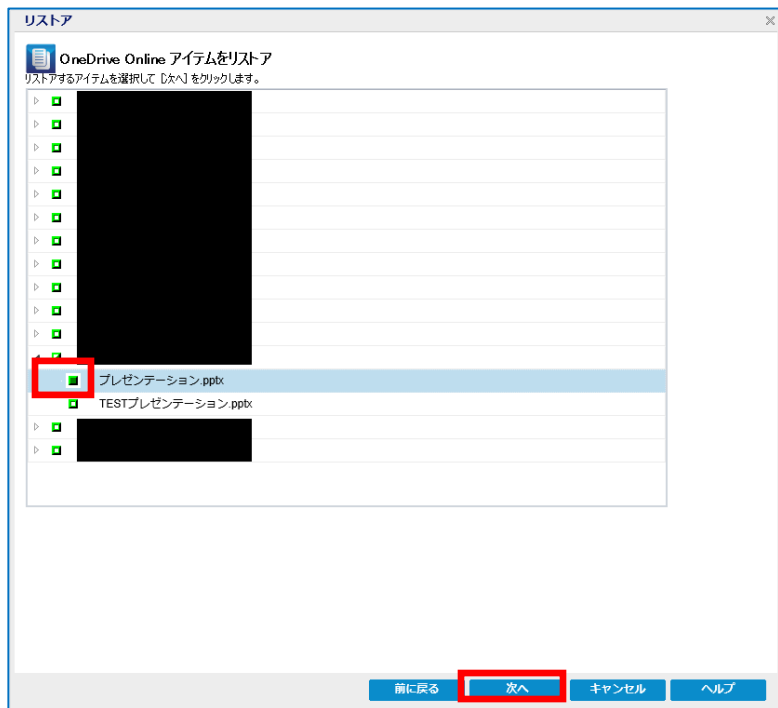 リストア
OneDrive Online アイテムをリストア
リストアするアイテムを選択して [次へ] をクリックします。
プレゼンテーション.pptx
TESTプレゼンテーション.pptx
前に戻る 次へ キャンセル ヘルプ